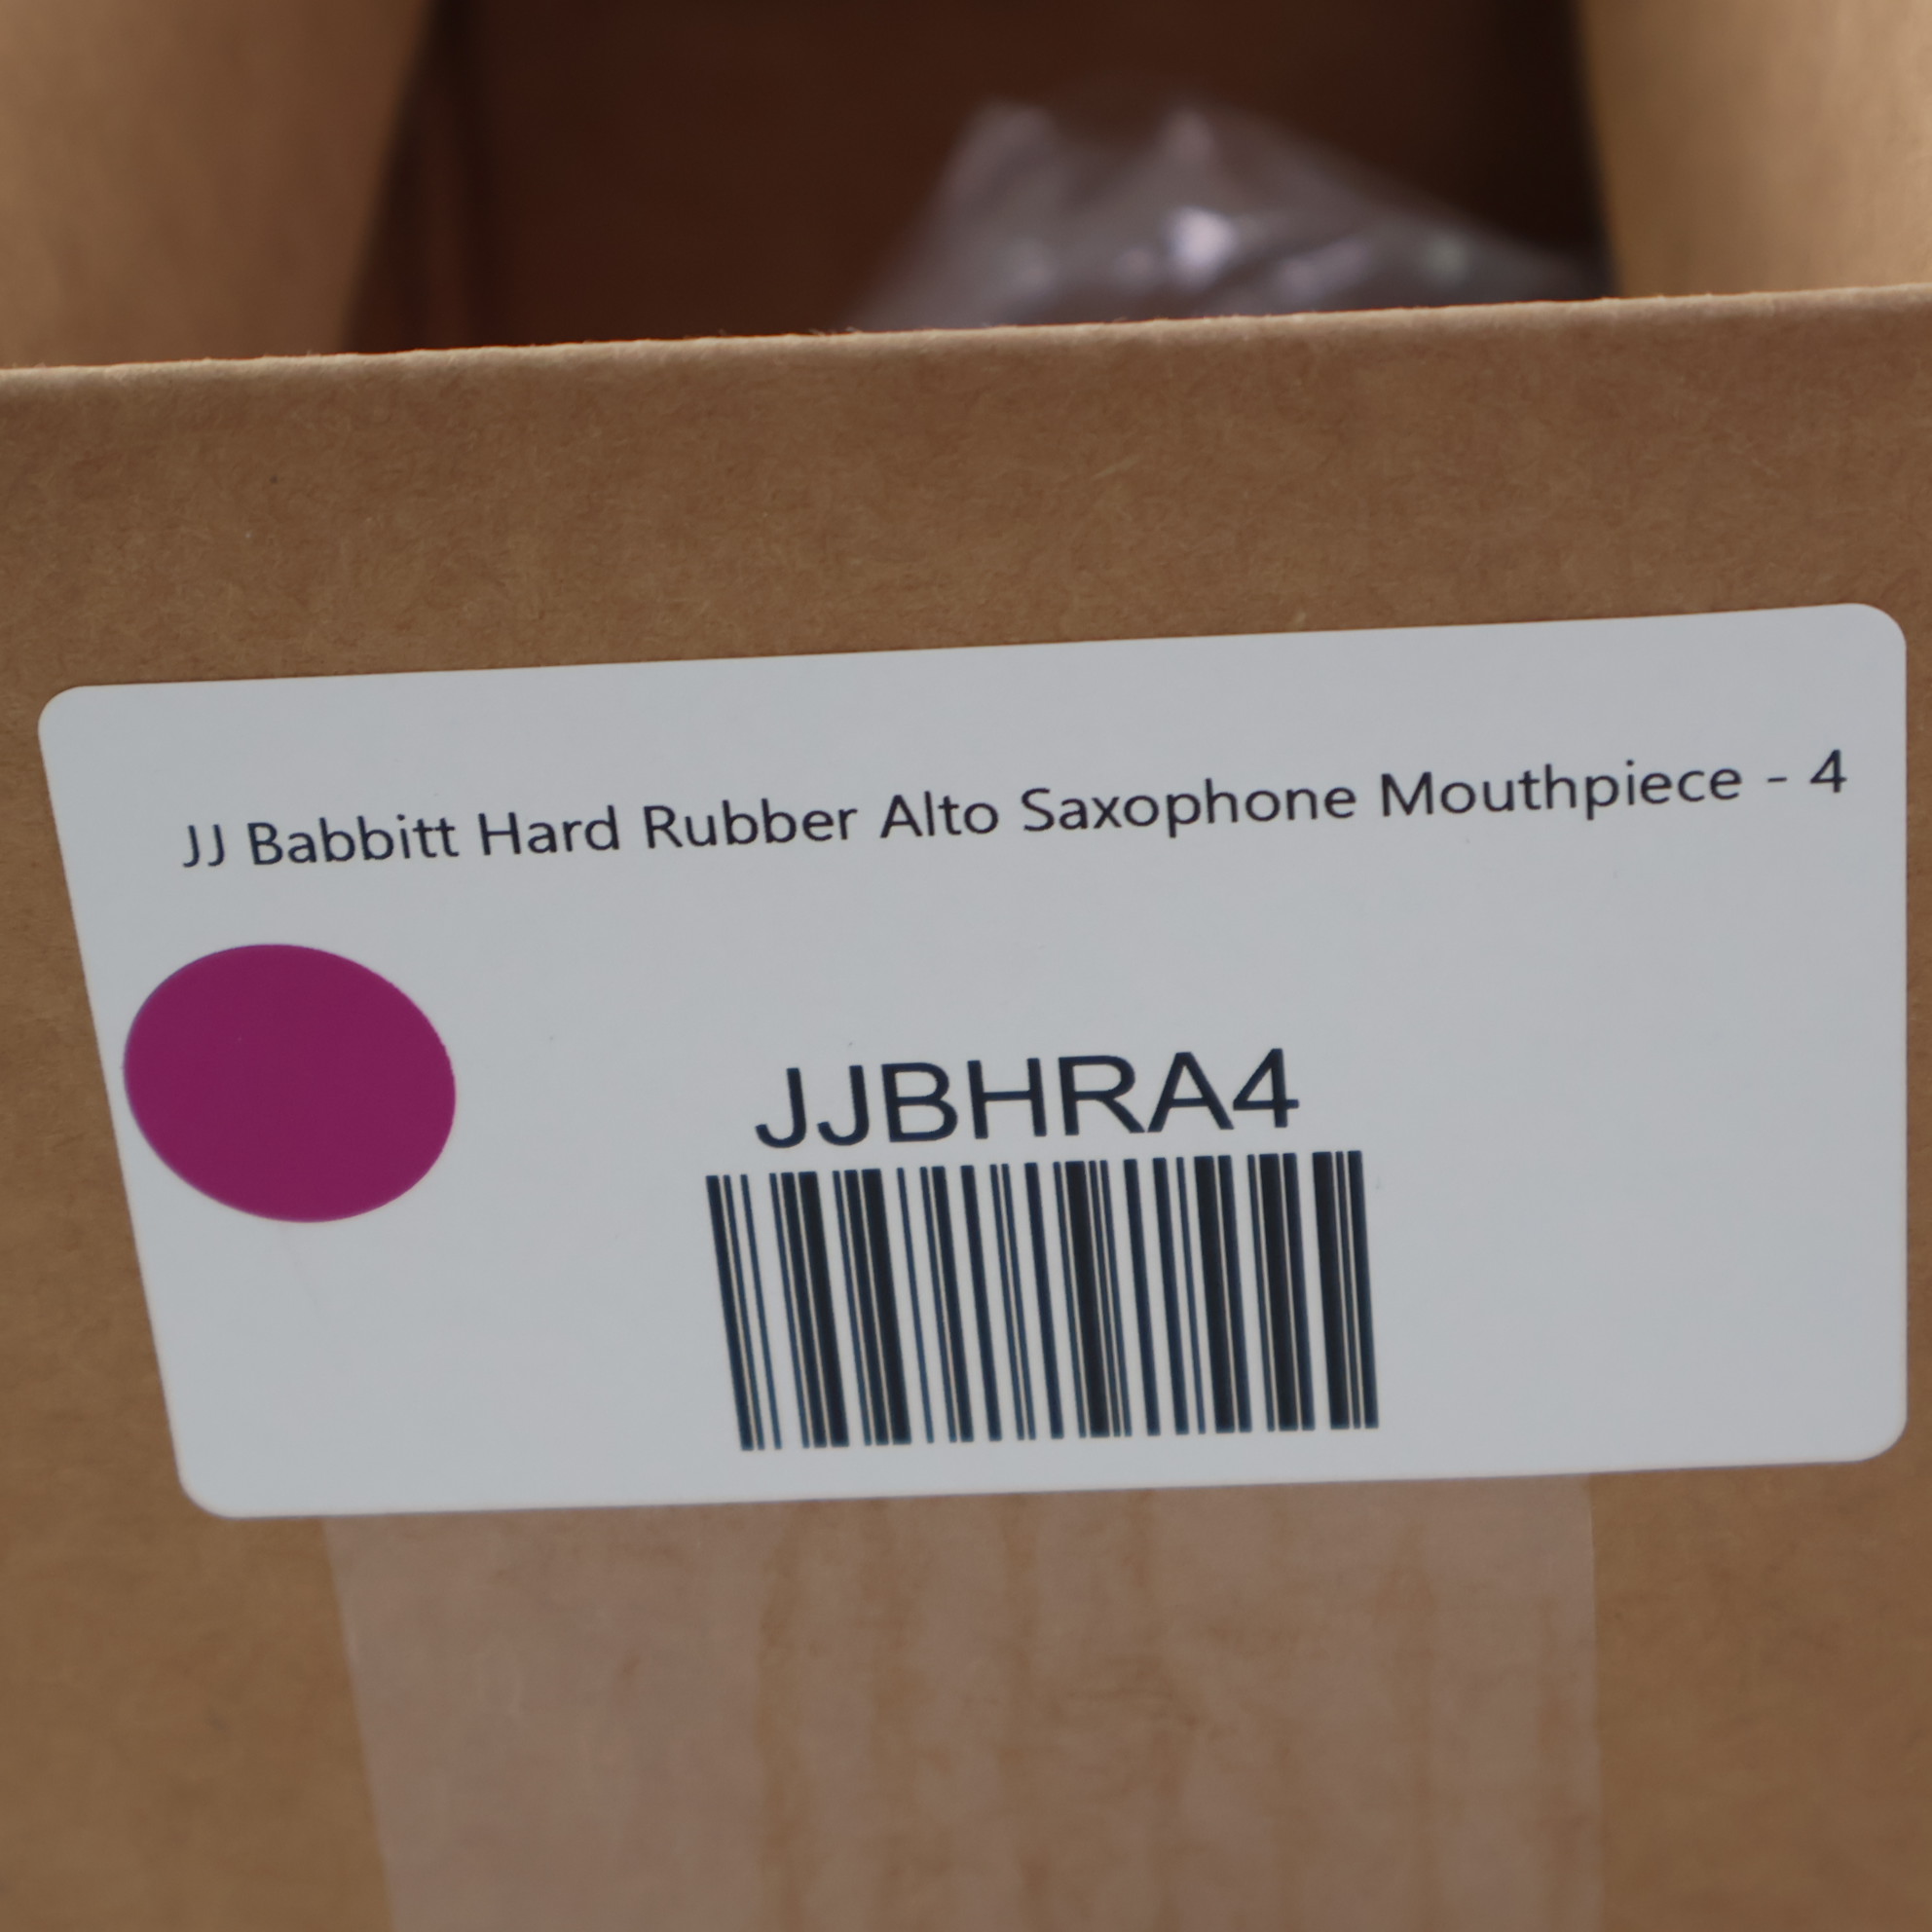 JJ Babbitt Hard Rubber Alto Saxophone Mouthpiece - 4
JJBHRA4